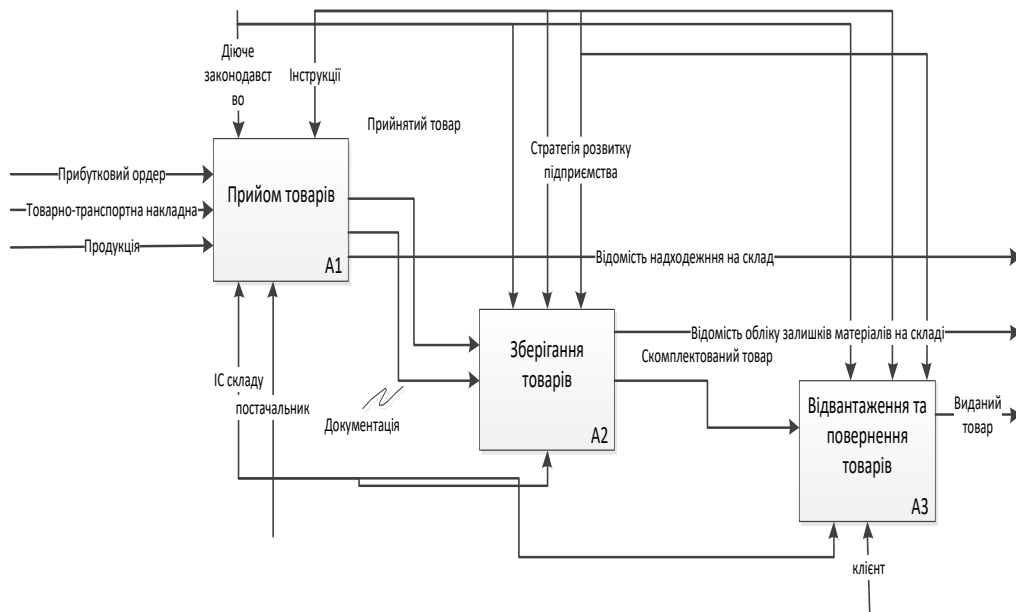 Діюче
законодавст
во
Інструкції
Прийнятий товар
Стратегія розвитку
підприємства
Прибутковий ордер
Товарно-транспортна накладна
Продукція
Прийом товарів
А1
Відомість надходежння на склад
Відомість обліку залишків матеріалів на складі
Скомплектований товар
Зберігання
товарів
А2
ІС складу
постачальник
Документація
Відвантаження та
повернення
товарів
А3
Виданий
товар
клієнт